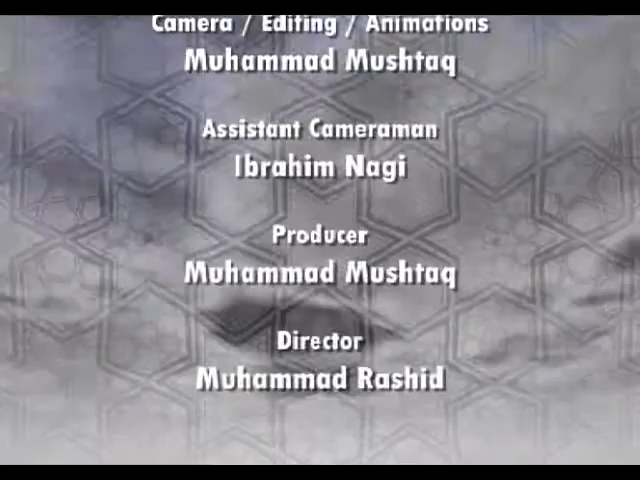 Camera / Editing / Animations
Muhammad Mushtaq
Assistant Cameraman
Ibrahim Nagi
Producer
Muhammad Mushtaq
Director
Muhammad Rashid